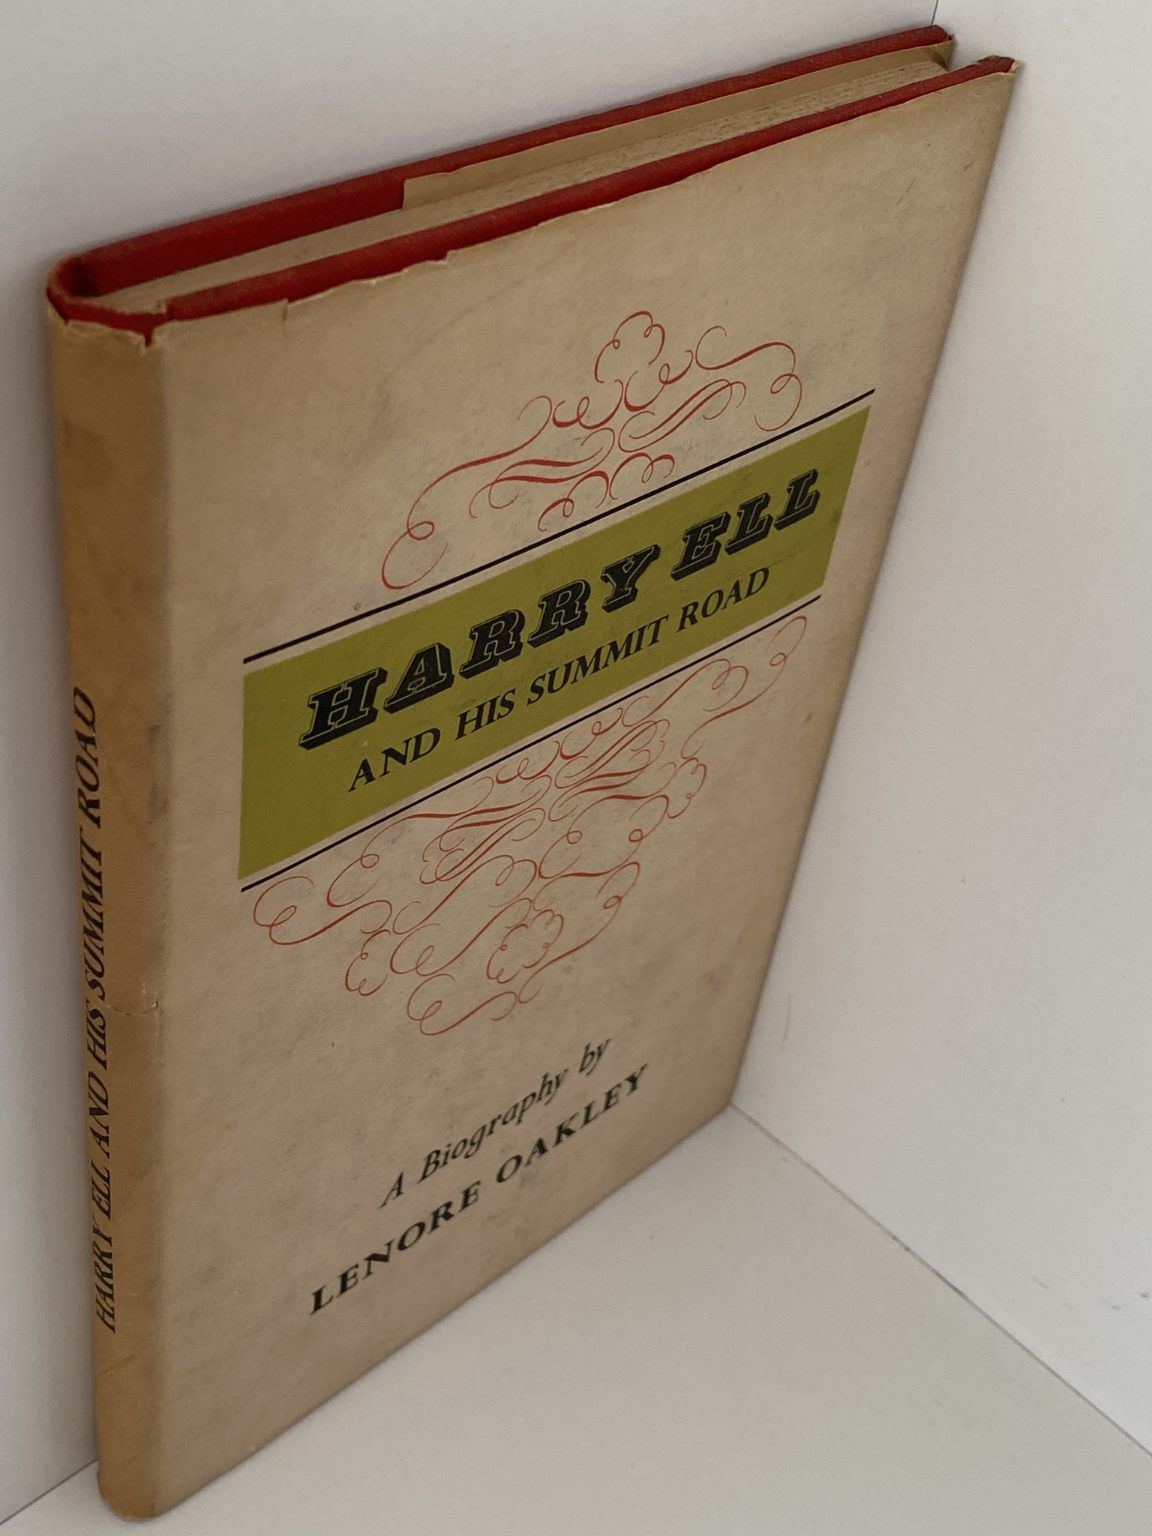 HARRY ELL
AND HIS SUMMIT ROAD
A Biography by
LENORE OAKLEY
HARRY ELL AND HIS SUMMIT ROAD